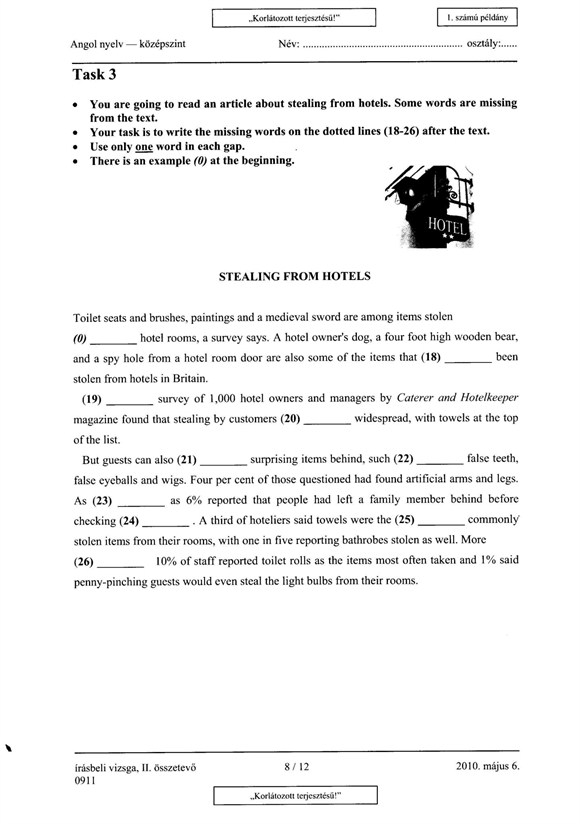 „Korlátozott terjesztésű!”
1. számú példány
Angol nyelv — középszint Név: ........................................................... osztály:......
Task 3
• You are going to read an article about stealing from hotels. Some words are missing
from the text.
• Your task is to write the missing words on the dotted lines (18-26) after the text.
• Use only one word in each gap.
• There is an example (0) at the beginning.
HOTEL
STEALING FROM HOTELS
Toilet seats and brushes, paintings and a medieval sword are among items stolen
(0) ________ hotel rooms, a survey says. A hotel owner's dog, a four foot high wooden bear,
and a spy hole from a hotel room door are also some of the items that (18) ________ been
stolen from hotels in Britain.
(19) ________ survey of 1,000 hotel owners and managers by Caterer and Hotelkeeper
magazine found that stealing by customers (20) ________ widespread, with towels at the top
of the list.
But guests can also (21) ________ surprising items behind, such (22) ________ false teeth,
false eyeballs and wigs. Four per cent of those questioned had found artificial arms and legs.
As (23) ________ as 6% reported that people had left a family member behind before
checking (24) ________ . A third of hoteliers said towels were the (25) ________ commonly
stolen items from their rooms, with one in five reporting bathrobes stolen as well. More
(26) ________ 10% of staff reported toilet rolls as the items most often taken and 1% said
penny-pinching guests would even steal the light bulbs from their rooms.
írásbeli vizsga, II. összetevő 8 / 12 2010. május 6.
0911
„Korlátozott terjesztésű!”